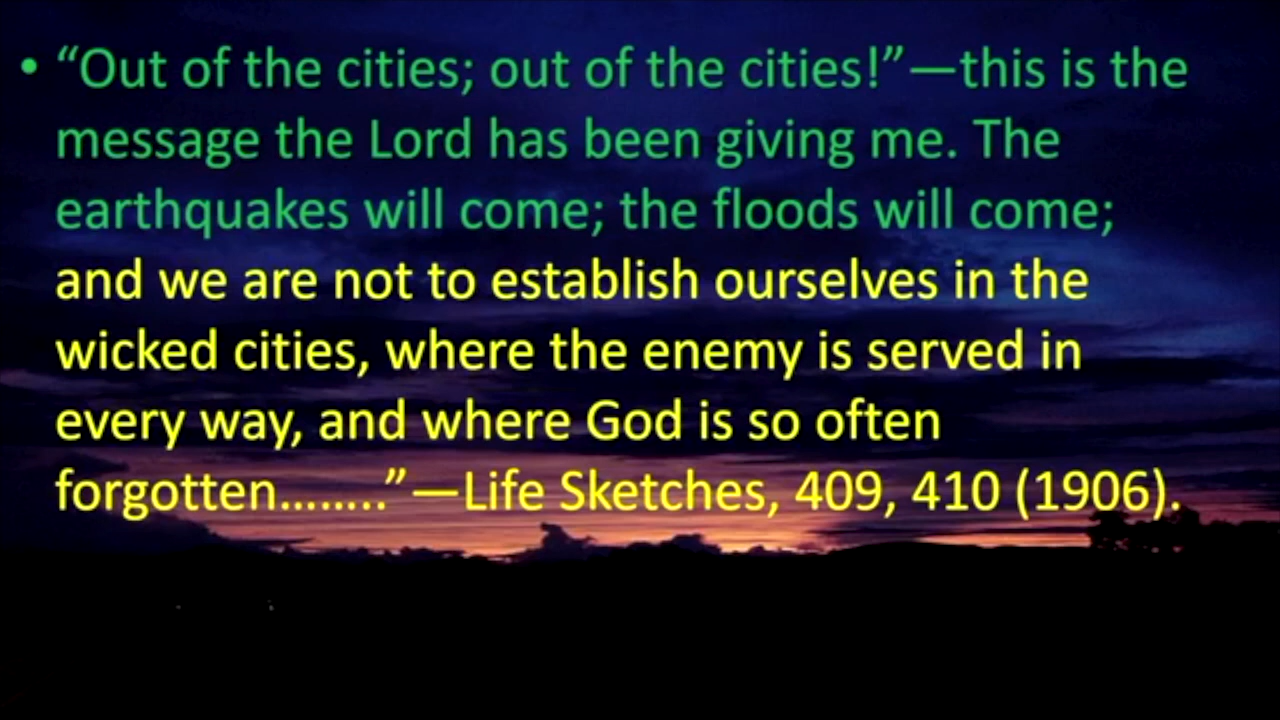 • “Out of the cities; out of the cities!”—this is the
message the Lord has been giving me. The
earthquakes will come; the floods will come;
and we are not to establish ourselves in the
wicked cities, where the enemy is served in
every way, and where God is so often
forgotten……..”—Life Sketches, 409, 410 (1906).